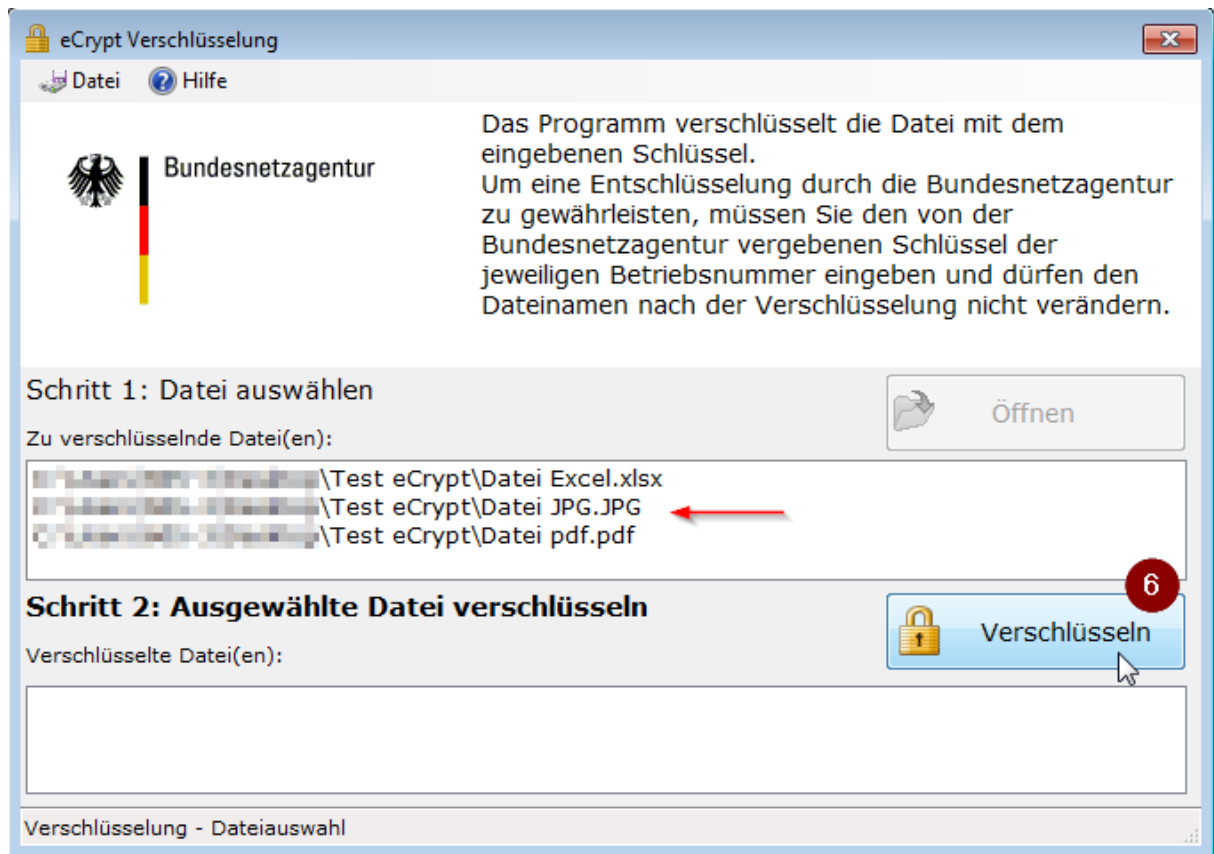 eCrypt Verschlüsselung
Datei Hilfe
Bundesnetzagentur
Das Programm verschlüsselt die Datei mit dem
eingebenen Schlüssel.
Um eine Entschlüsselung durch die Bundesnetzagentur
zu gewährleisten, müssen Sie den von der
Bundesnetzagentur vergebenen Schlüssel der
jeweiligen Betriebsnummer eingeben und dürfen den
Dateinamen nach der Verschlüsselung nicht verändern.
Schritt 1: Datei auswählen
Öffnen
Zu verschlüsselnde Datei(en):
\Test eCrypt\Datei Excel.xlsx
\Test eCrypt\Datei JPG.JPG
\Test eCrypt\Datei pdf.pdf
6
Schritt 2: Ausgewählte Datei verschlüsseln
Verschlüsseln
Verschlüsselte Datei(en):
Verschlüsselung - Dateiauswahl